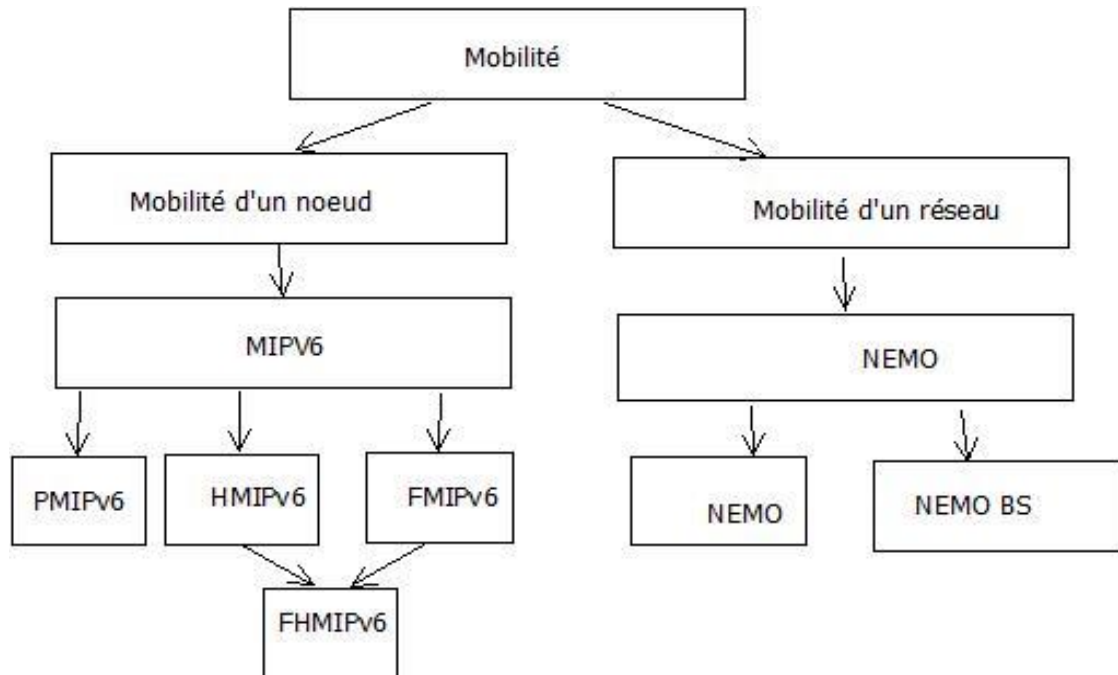 Mobilité
Mobilité d'un noeud
Mobilité d'un réseau
MIPV6
NEMO
PMIPv6
HMIPv6
FMIPv6
NEMO
NEMO BS
FHMIPv6